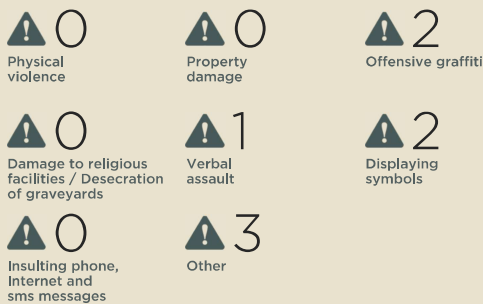 0
Physical
violence
0
Property
damage
2
Offensive graffiti
0
Damage to religious
facilities / Desecration
of graveyards
1
Verbal
assault
2
Displaying
symbols
0
Insulting phone,
Internet and
sms messages
3
Other